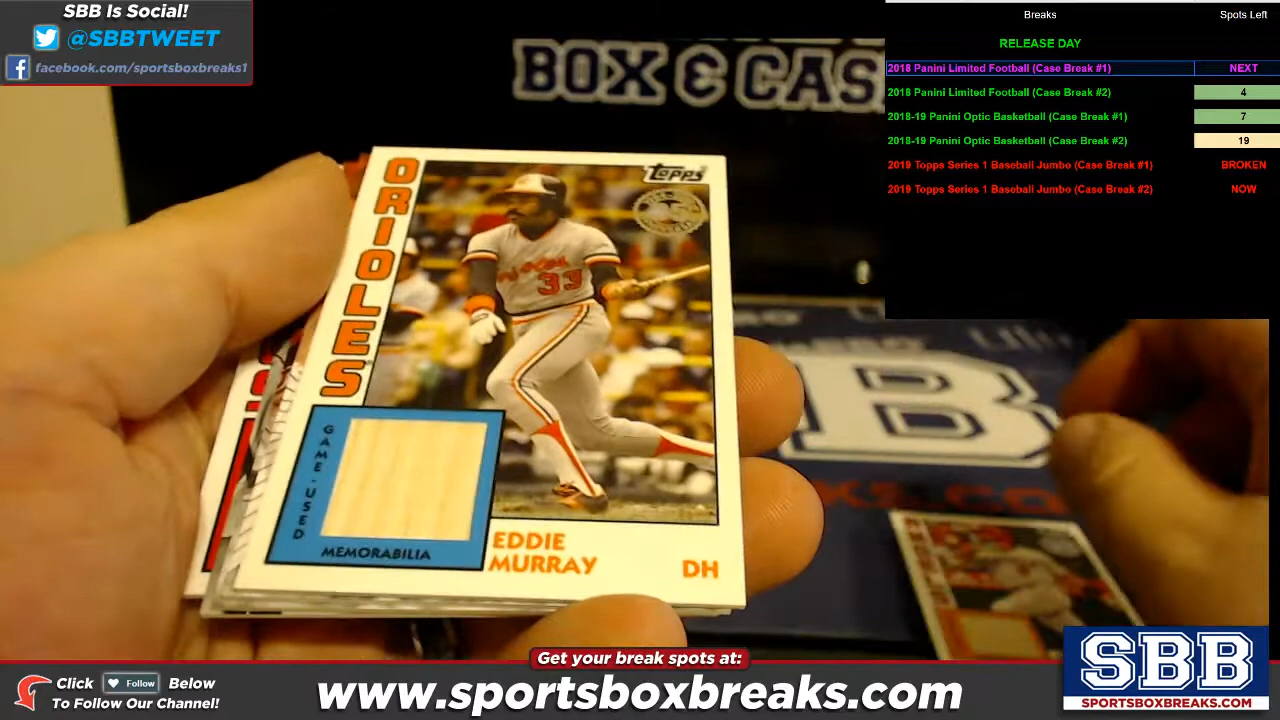 SBB Is Social!
@SBBTWEET
facebook.com/sportsboxbreaks1
BOX & CAS
Breaks Spots Left
RELEASE DAY
2018 Panini Limited Football (Case Break #1) NEXT
2018 Panini Limited Football (Case Break #2) 4
2018-19 Panini Optic Basketball (Case Break #1) 7
2018-19 Panini Optic Basketball (Case Break #2) 19
2019 Topps Series 1 Baseball Jumbo (Case Break #1) BROKEN
2019 Topps Series 1 Baseball Jumbo (Case Break #2) NOW
ORIOLES
Topps
33
GAME-USED
MEMORABILIA
EDDIE
MURRAY
DH
B
Get your break spots at:
Click Follow Below
To Follow Our Channel!
www.sportsboxbreaks.com
SBB
SPORTSBOXBREAKS.COM